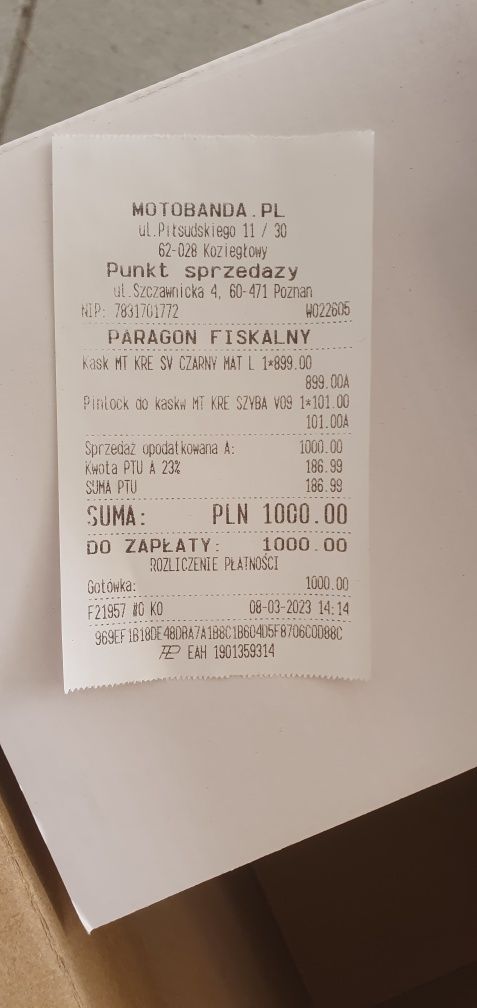 MOTOBANDA.PL
ul.Piłsudskiego 11 / 30
62-028 Koziegłowy
Punkt sprzedazy
ul.Szczawnicka 4, 60-471 Poznan
NIP: 7831701772 W022605
PARAGON FISKALNY
Kask MT KRE SV CZARNY MAT L 1*899.00
899.00A
Pinlock do kaskw MT KRE SZYBA V09 1*101.00
101.00A
Sprzedaż opodatkowana A: 1000.00
Kwota PTU A 23% 186.99
SUMA PTU 186.99
SUMA: PLN 1000.00
DO ZAPŁATY: 1000.00
ROZLICZENIE PŁATNOŚCI
Gotówka: 1000.00
F21957 #0 KO 08-03-2023 14:14
969EF1B18DE48DBA7A1B8C1B604D5F8706C0D88C
EAH 1901359314